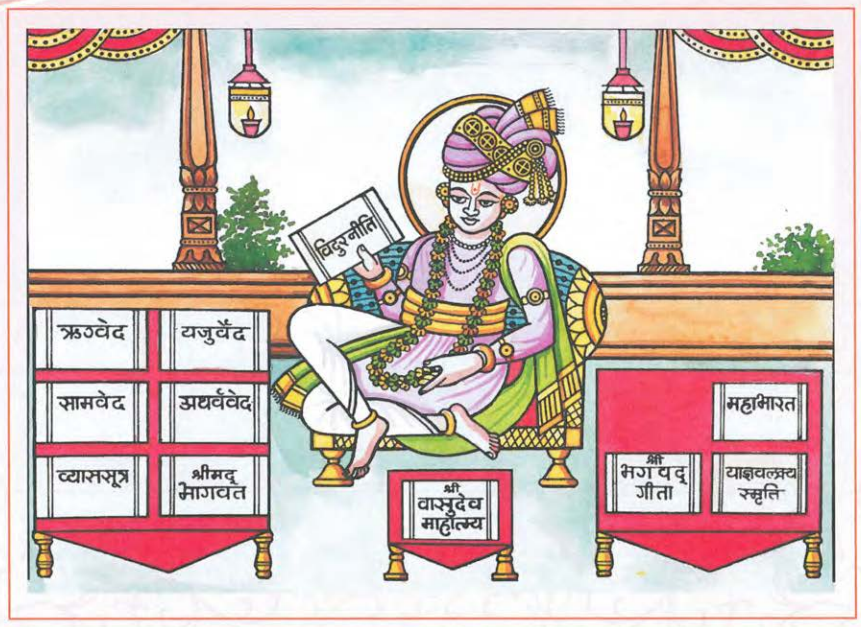 विदुरनीति
ऋग्वेद
यजुर्वेद
सामवेद
अथर्ववेद
व्याससूत्र
श्रीमद्
भागवत
श्री
वासुदेव
माहात्म्य
महाभारत
श्री
भगवद्
गीता
याज्ञवल्क्य
स्मृति